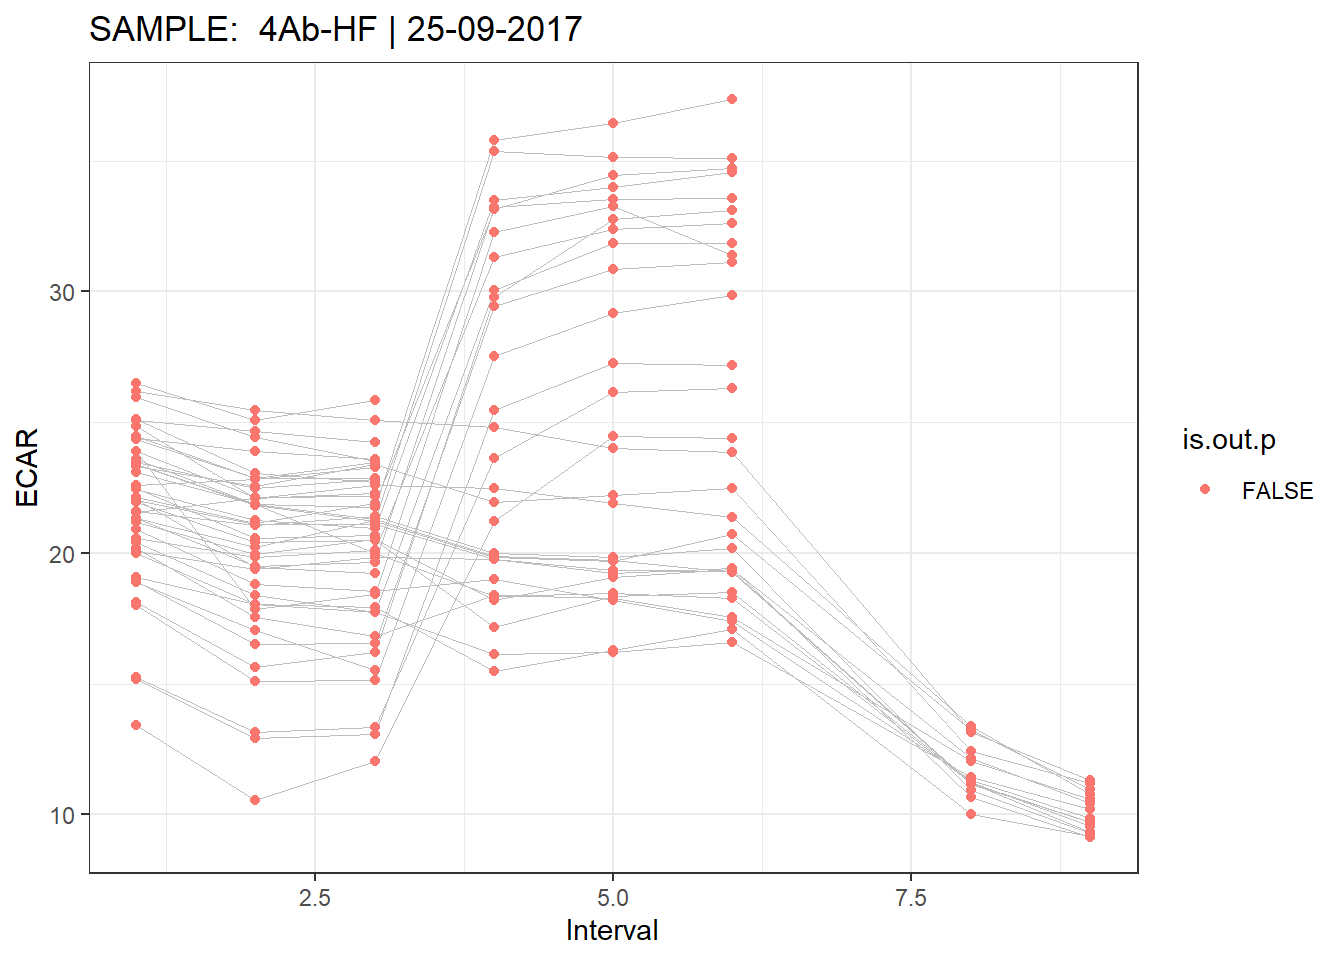 SAMPLE:  4Ab-HF | 25-09-2017
ECAR
30
20
10
2.5
5.0
7.5
Interval
is.out.p
FALSE